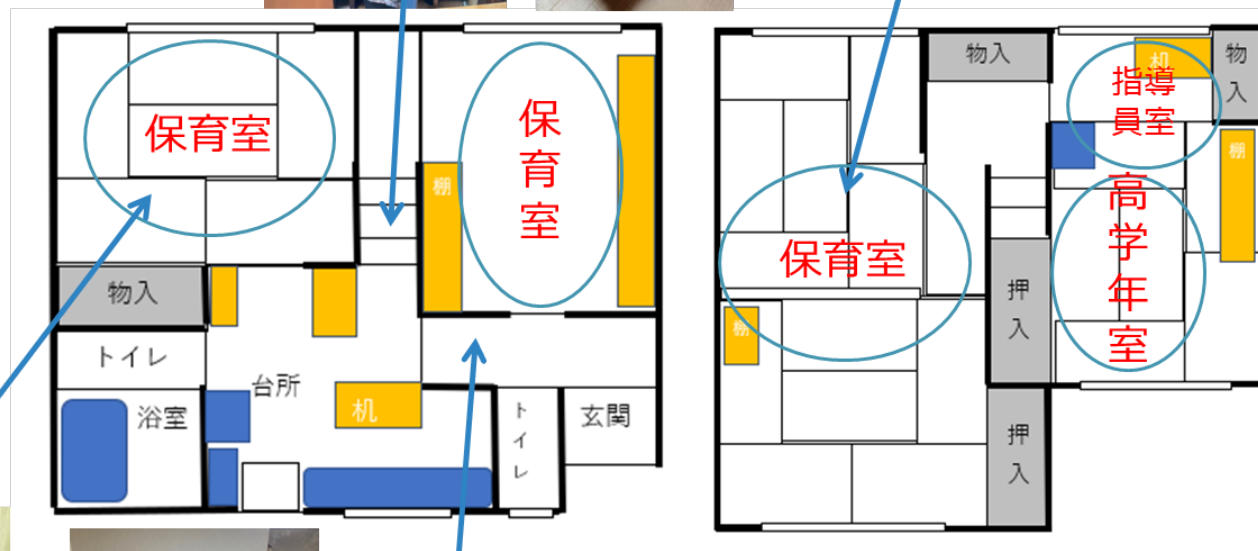 保育室
保育室
棚
物入
トイレ
浴室
台所
机
トイレ
玄関
物入
机
指導
員室
物入
棚
高学年室
保育室
棚
押入
押入